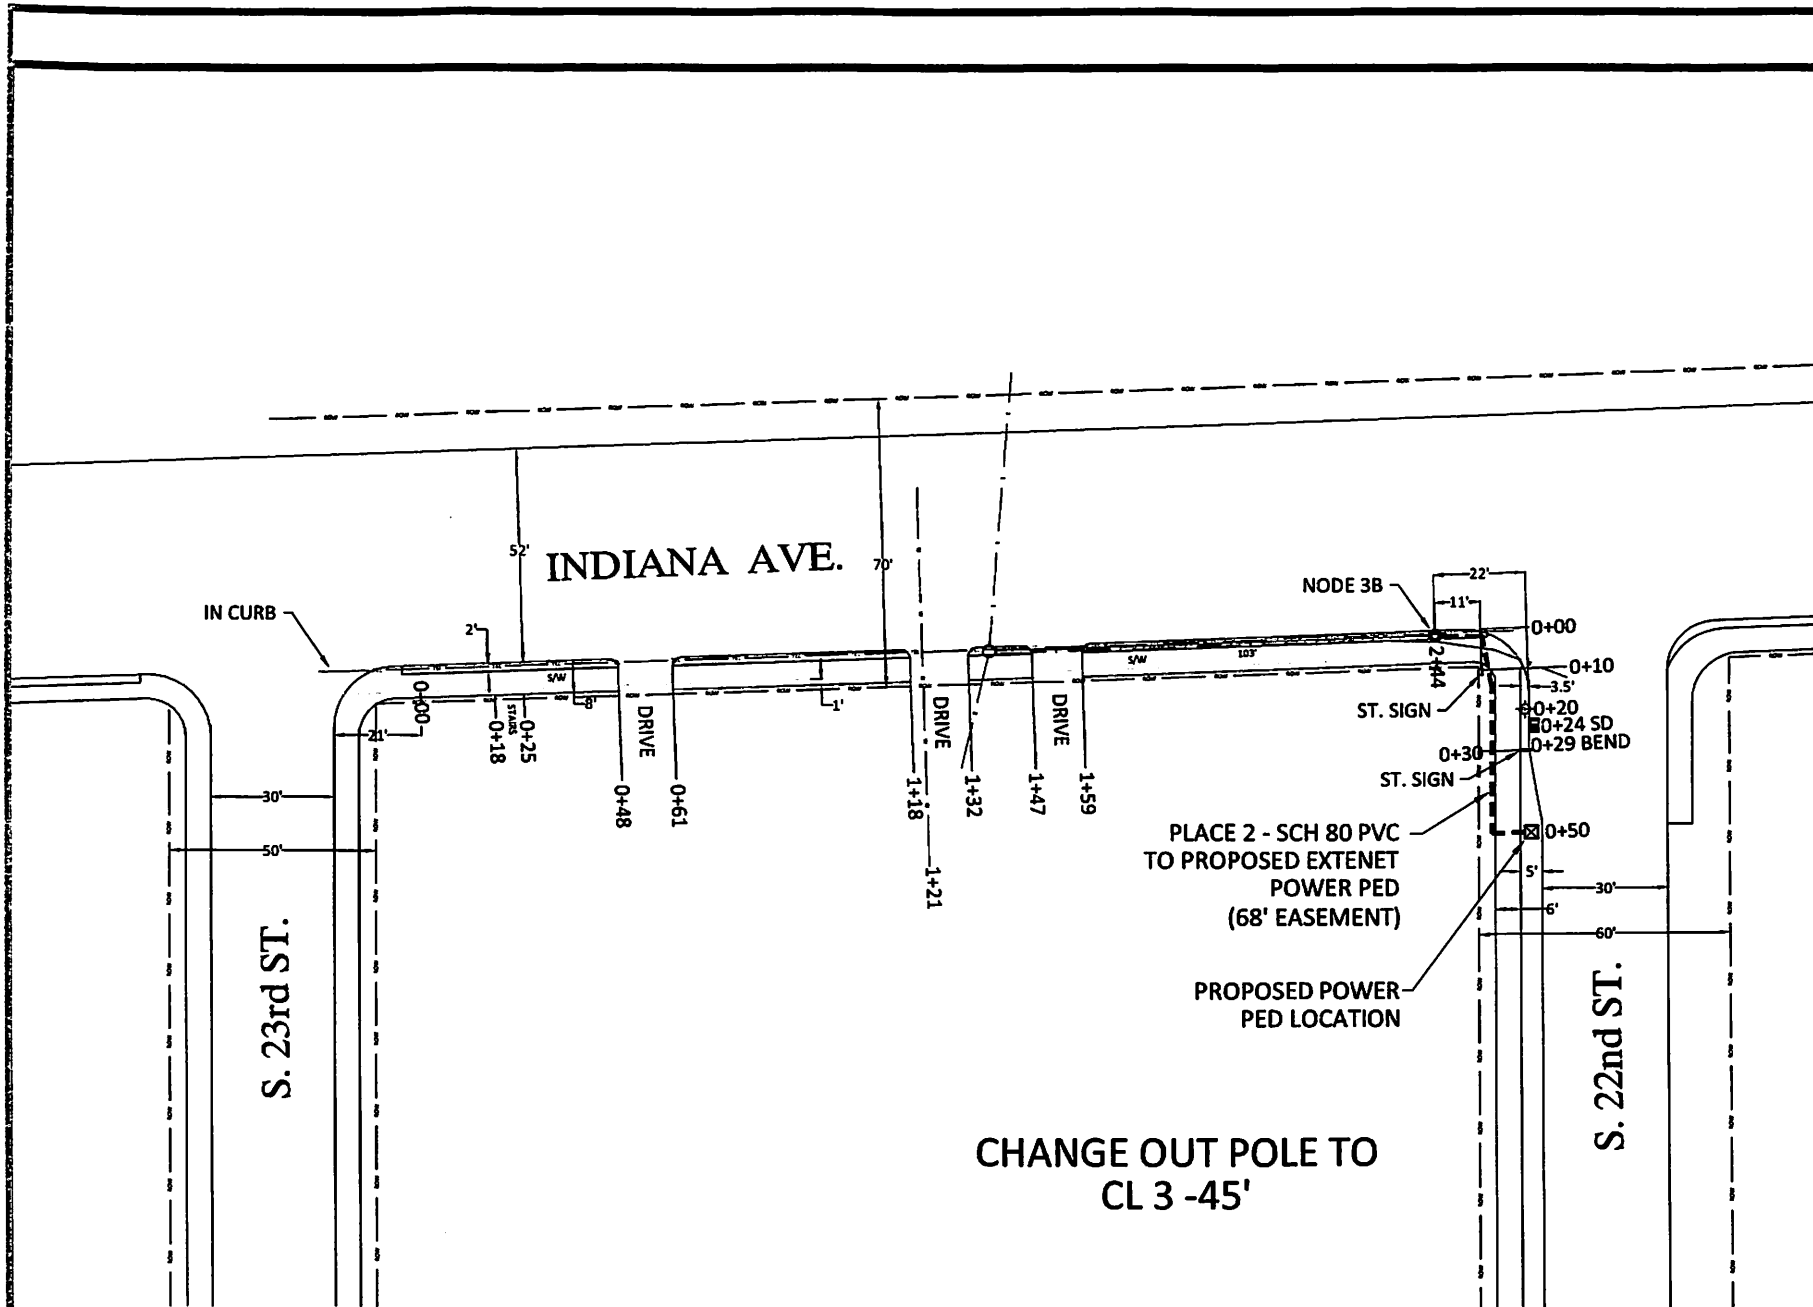 52'
INDIANA AVE.
70'
IN CURB
2'
NODE 3B
22'
11'
0+00
S/W
S/W
103'
2+44
0+10
3.5'
ST. SIGN
0+20
0+24 SD
0+29 BEND
0+30
ST. SIGN
0+00
21'
0+18
STAIRS
0+25
8'
DRIVE
1'
DRIVE
DRIVE
0+48
0+61
1+18
1+21
1+32
1+47
1+59
30'
50'
PLACE 2 - SCH 80 PVC
TO PROPOSED EXTENET
POWER PED
(68' EASEMENT)
0+50
5'
30'
6'
60'
PROPOSED POWER
PED LOCATION
S. 23rd ST.
S. 22nd ST.
CHANGE OUT POLE TO
CL 3 -45'